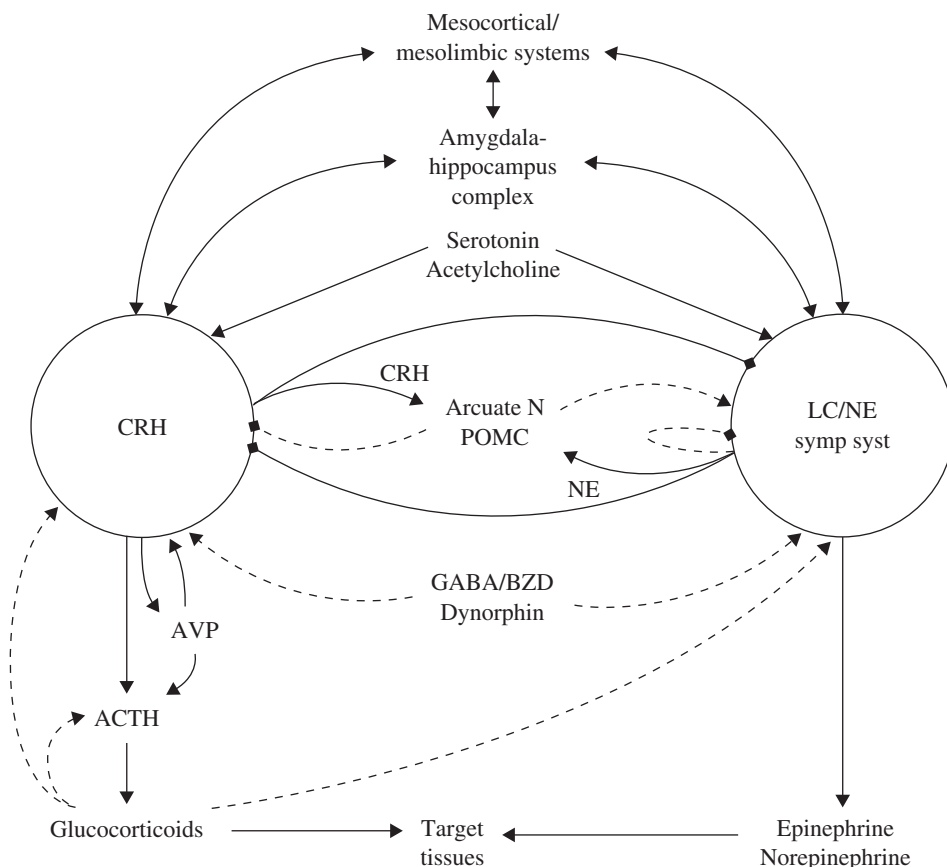 Mesocortical/
mesolimbic systems
Amygdala-
hippocampus
complex
Serotonin
Acetylcholine
CRH
CRH
Arcuate N
POMC
NE
LC/NE
symp syst
GABA/BZD
Dynorphin
AVP
ACTH
Glucocorticoids
Target
tissues
Epinephrine
Norepinephrine